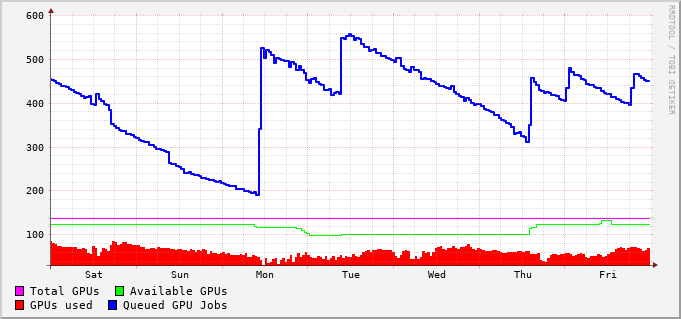 600
500
400
300
200
100
Sat Sun Mon Tue Wed Thu Fri
Total GPUs Available GPUs
GPUs used Queued GPU Jobs
RRDTOOL / TOBI OETIKER